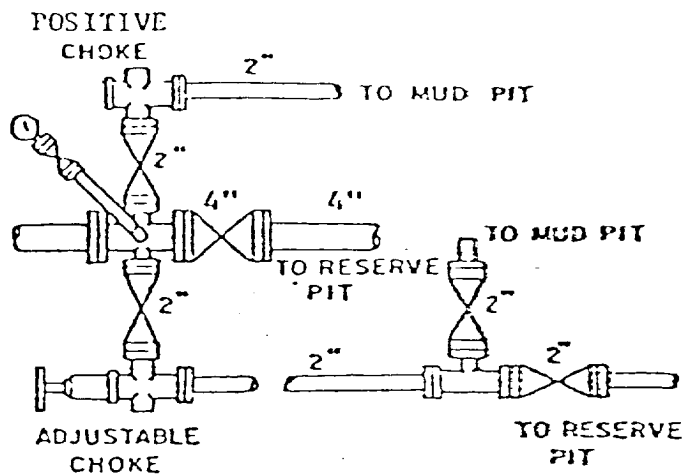 POSITIVE
CHOKE
2"
TO MUD PIT
2"
4"
4"
TO MUD PIT
TO RESERVE
PIT
2"
2"
2"
2"
ADJUSTABLE
CHOKE
TO RESERVE
PIT